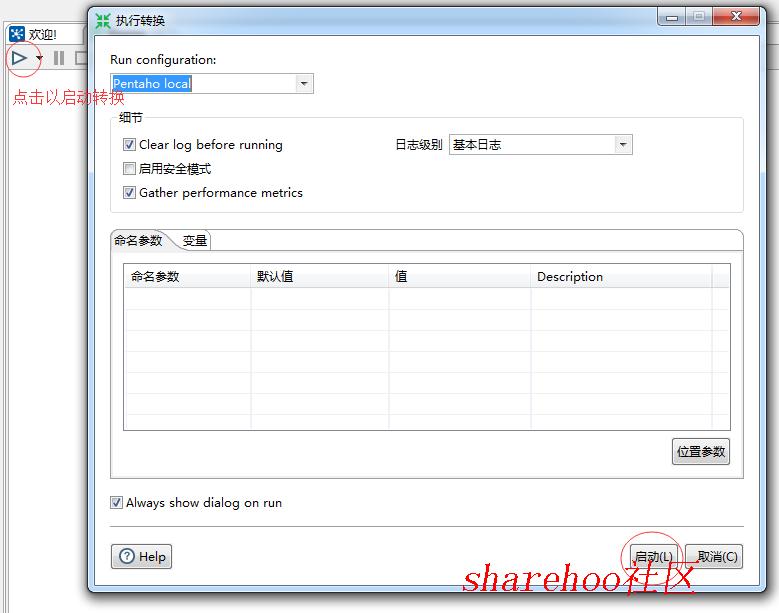 执行转换
欢迎!
Run configuration:
Pentaho local
点击以启动转换
细节
Clear log before running
日志级别
基本日志
启用安全模式
Gather performance metrics
命名参数
变量
命名参数 默认值 值 Description
位置参数
Always show dialog on run
Help
启动(L)
取消(C)
sharehoo社区